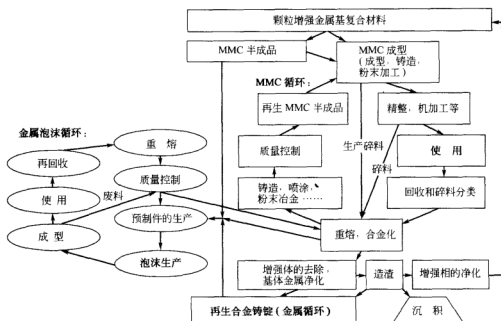 颗粒增强金属基复合材料
MMC 半成品
MMC 成型
(成型，铸造，
粉末加工)
MMC 循环：
再生 MMC 半成品
精整，机加工等
金属泡沫循环：
重 熔
质量控制
生产碎料
使 用
再回收
碎料
质量控制
废料
铸造，喷涂，
粉末冶金……
回收和碎料分类
使 用
预制件的生产
成 型
重熔，合金化
泡沫生产
增强体的去除，
基体金属净化
造渣
增强相的净化
再生合金铸锭（金属循环）
沉 积